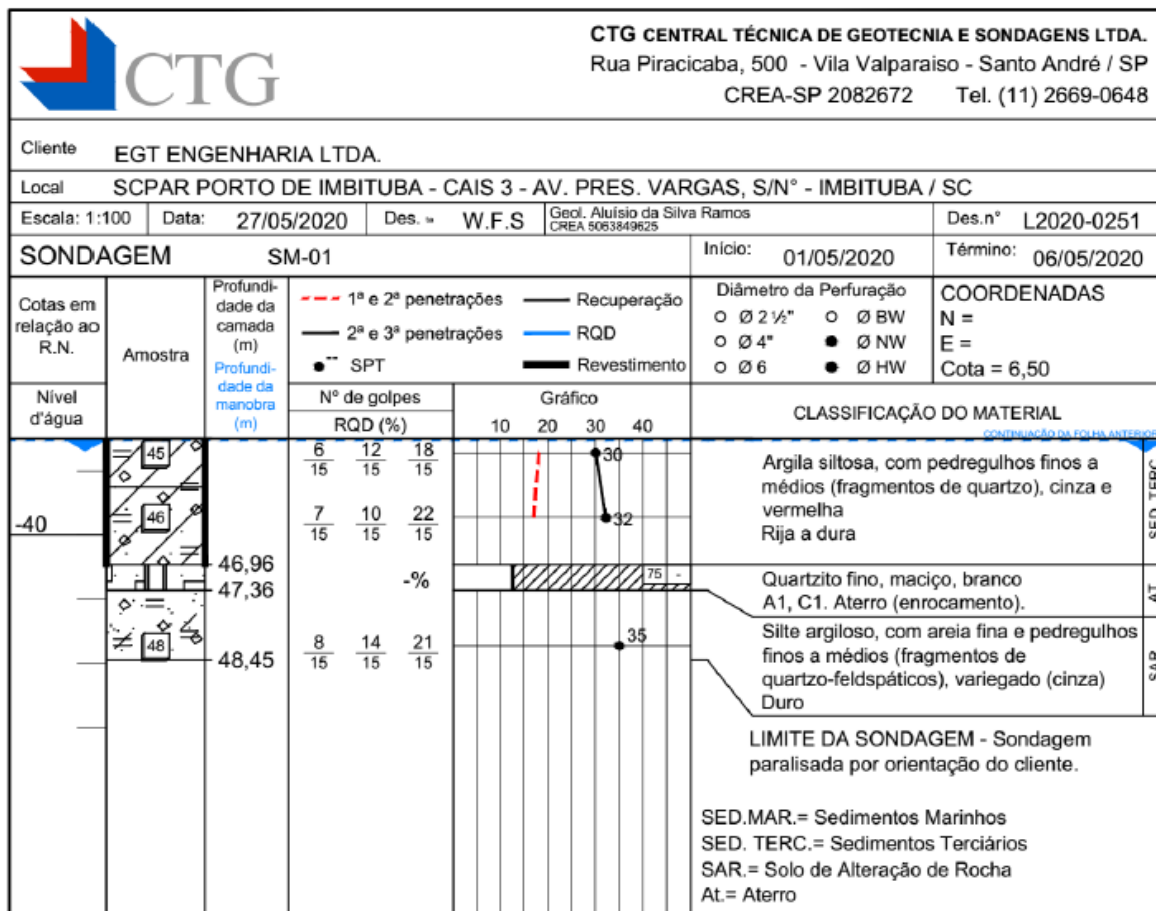 CTG
CTG CENTRAL TÉCNICA DE GEOTECNIA E SONDAGENS LTDA.
Rua Piracicaba, 500 - Vila Valparaiso - Santo André / SP
CREA-SP 2082672 Tel. (11) 2669-0648
Cliente EGT ENGENHARIA LTDA.
Local SCPAR PORTO DE IMBITUBA - CAIS 3 - AV. PRES. VARGAS, S/N° - IMBITUBA / SC
Escala: 1:100 Data: 27/05/2020 Des. W.F.S Geol. Aluísio da Silva Ramos Des.n° L2020-0251
CREA 5063849625
SONDAGEM SM-01 Início: 01/05/2020 Término: 06/05/2020
Cotas em
relação ao
R.N.
Nível
d'água
Amostra
Profundi-
dade da
camada
(m)
Profundi-
dade da
manobra
(m)
1ª e 2ª penetrações Recuperação
2ª e 3ª penetrações RQD
SPT Revestimento
Nº de golpes Gráfico
RQD (%) 10 20 30 40
Diâmetro da Perfuração
Ø 2 ½" Ø BW
Ø 4" Ø NW
Ø 6 Ø HW
COORDENADAS
N =
E =
Cota = 6,50
CLASSIFICAÇÃO DO MATERIAL
CONTINUAÇÃO DA FOLHA ANTERIOR
45 6/15 12/15 18/15 30
-40 46 7/15 10/15 22/15 32
46,96
47,36 -% 75 -
48 8/15 14/15 21/15 35
48,45
Argila siltosa, com pedregulhos finos a
médios (fragmentos de quartzo), cinza e
vermelha
Rija a dura
SED. TERC.
Quartzito fino, maciço, branco
A1, C1. Aterro (enrocamento).
AT.
Silte argiloso, com areia fina e pedregulhos
finos a médios (fragmentos de
quartzo-feldspáticos), variegado (cinza)
Duro
SAR.
LIMITE DA SONDAGEM - Sondagem
paralisada por orientação do cliente.
SED.MAR.= Sedimentos Marinhos
SED. TERC.= Sedimentos Terciários
SAR.= Solo de Alteração de Rocha
At.= Aterro